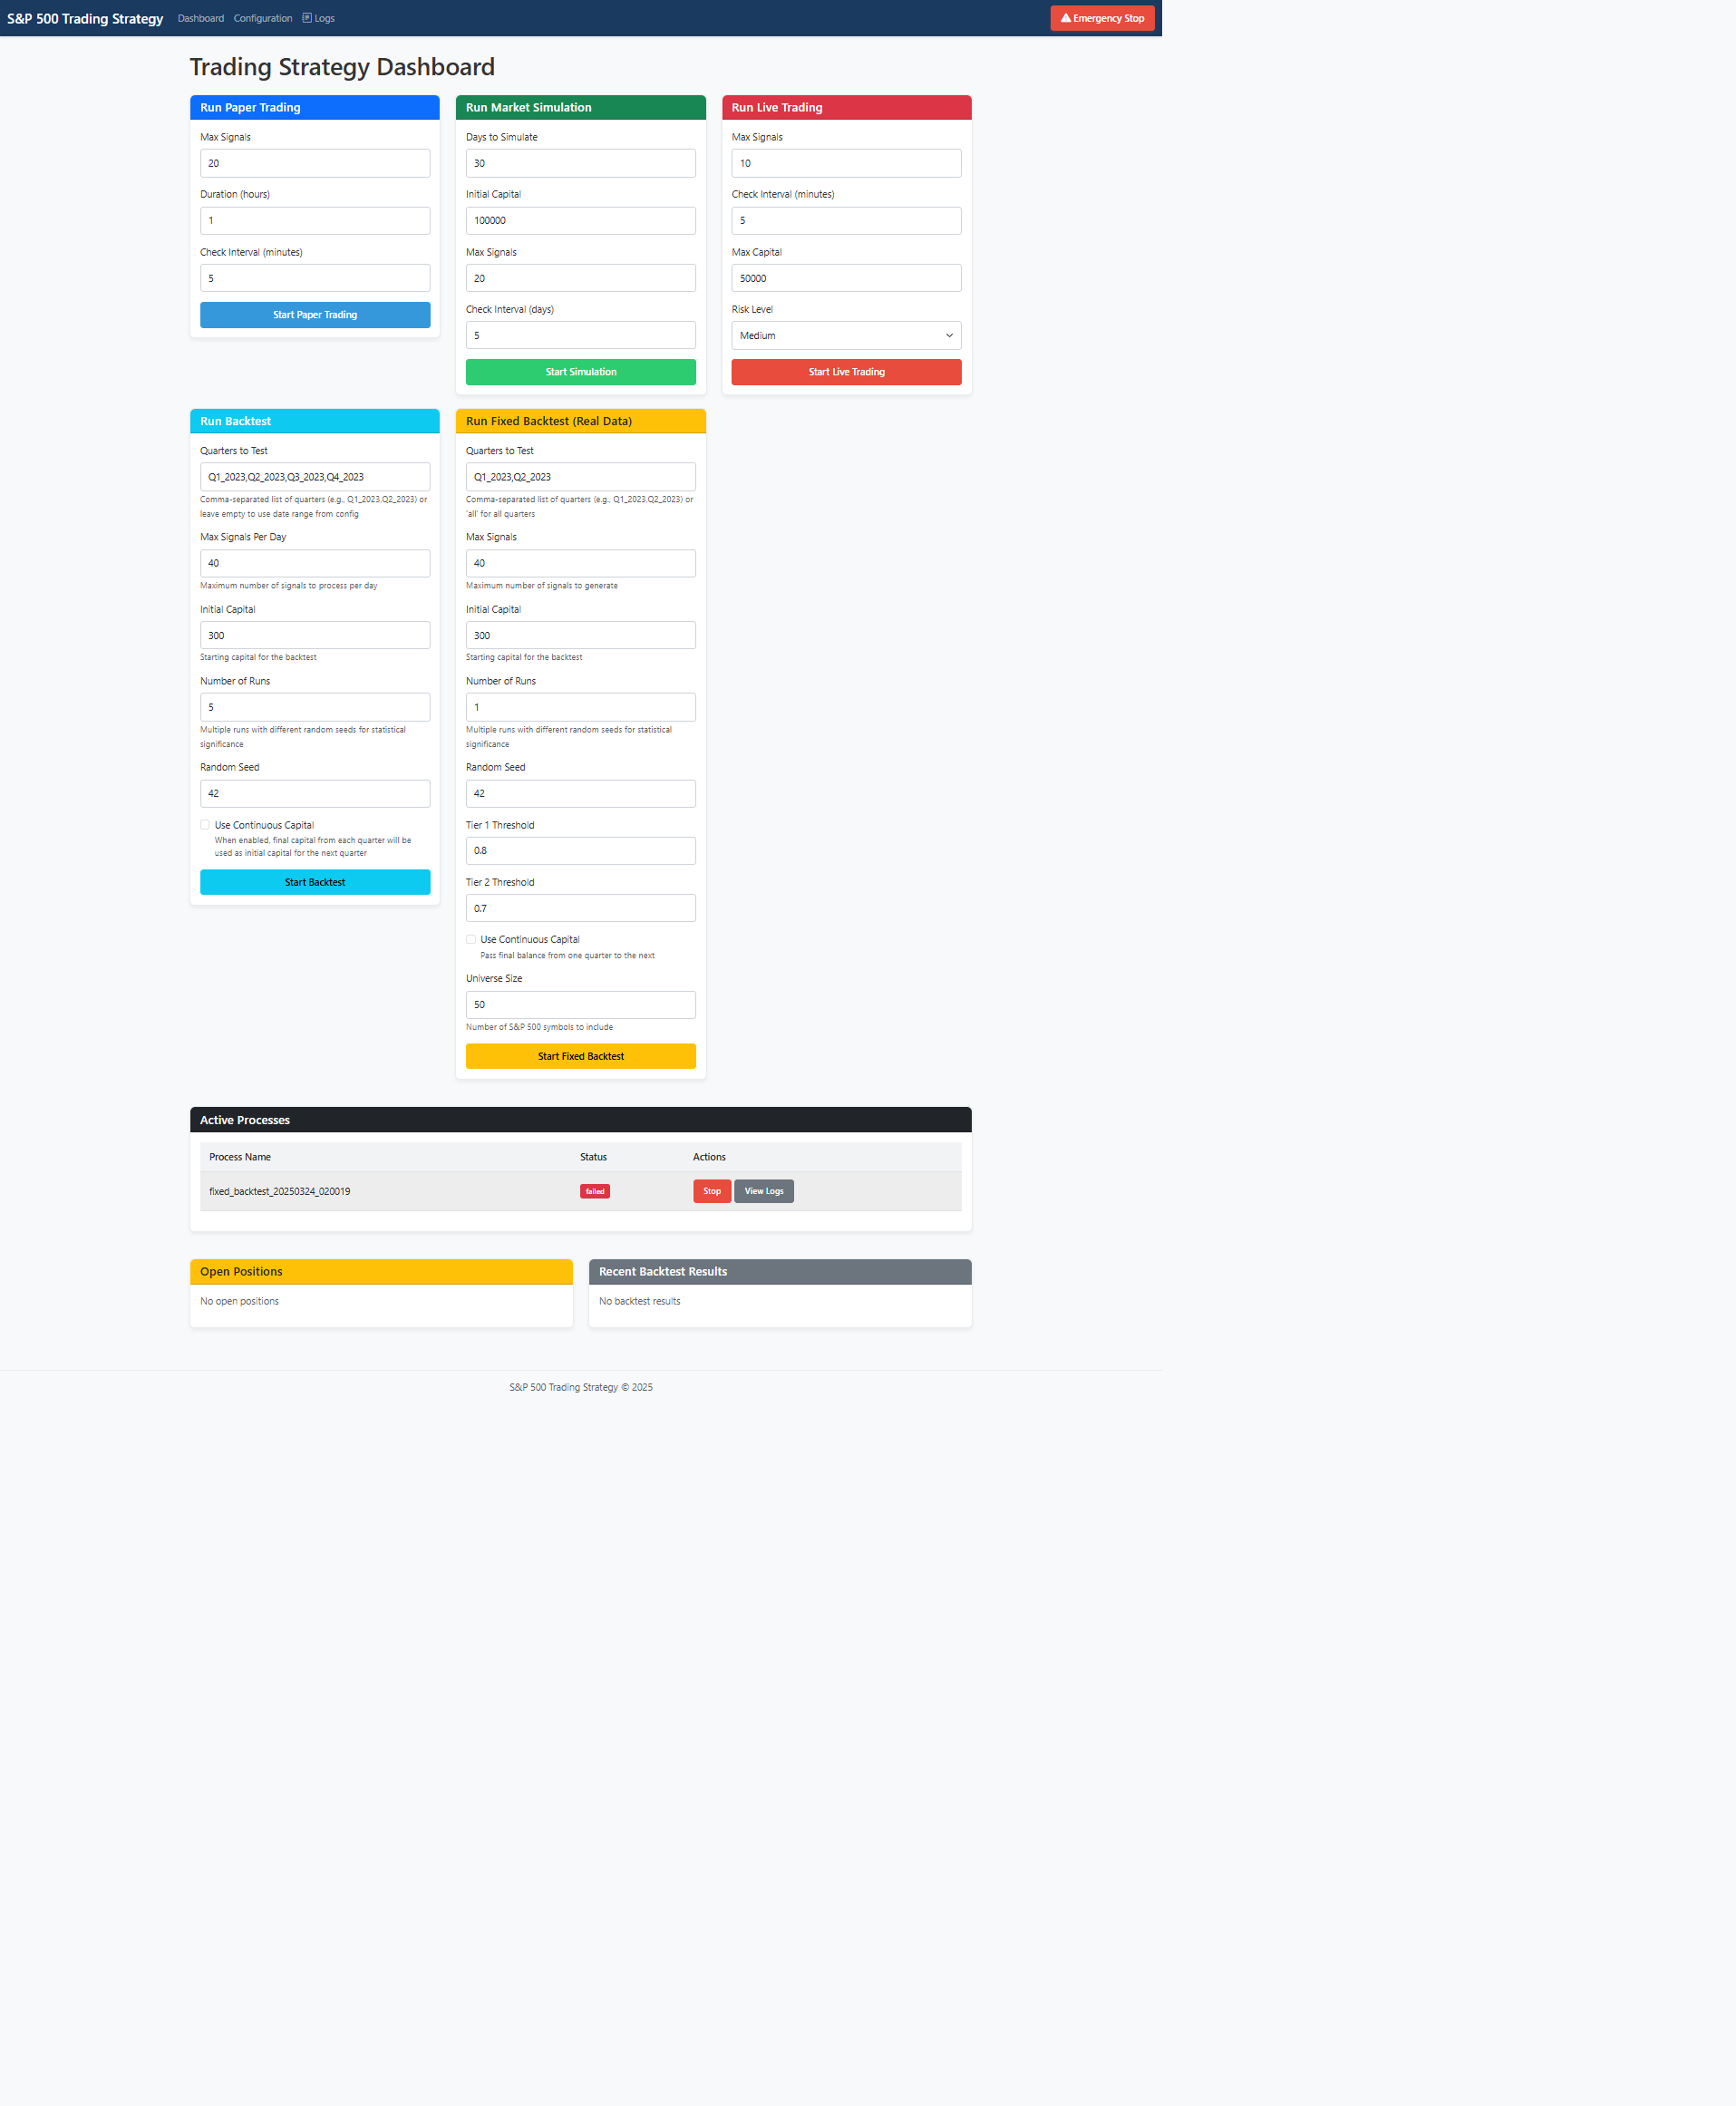 S&P 500 Trading Strategy Dashboard Configuration Logs Emergency Stop
Trading Strategy Dashboard
Run Paper Trading
Max Signals
20
Duration (hours)
1
Check Interval (minutes)
5
Start Paper Trading
Run Market Simulation
Days to Simulate
30
Initial Capital
100000
Max Signals
20
Check Interval (days)
5
Start Simulation
Run Live Trading
Max Signals
10
Check Interval (minutes)
5
Max Capital
50000
Risk Level
Medium
Start Live Trading
Run Backtest
Quarters to Test
Q1_2023,Q2_2023,Q3_2023,Q4_2023
Comma-separated list of quarters (e.g., Q1_2023,Q2_2023) or
leave empty to use date range from config
Max Signals Per Day
40
Maximum number of signals to process per day
Initial Capital
300
Starting capital for the backtest
Number of Runs
5
Multiple runs with different random seeds for statistical
significance
Random Seed
42
Use Continuous Capital
When enabled, final capital from each quarter will be
used as initial capital for the next quarter
Start Backtest
Run Fixed Backtest (Real Data)
Quarters to Test
Q1_2023,Q2_2023
Comma-separated list of quarters (e.g., Q1_2023,Q2_2023) or
'all' for all quarters
Max Signals
40
Maximum number of signals to generate
Initial Capital
300
Starting capital for the backtest
Number of Runs
1
Multiple runs with different random seeds for statistical
significance
Random Seed
42
Tier 1 Threshold
0.8
Tier 2 Threshold
0.7
Use Continuous Capital
Pass final balance from one quarter to the next
Universe Size
50
Number of S&P 500 symbols to include
Start Fixed Backtest
Active Processes
Process Name Status Actions
fixed_backtest_20250324_020019 failed Stop View Logs
Open Positions
No open positions
Recent Backtest Results
No backtest results
S&P 500 Trading Strategy © 2025